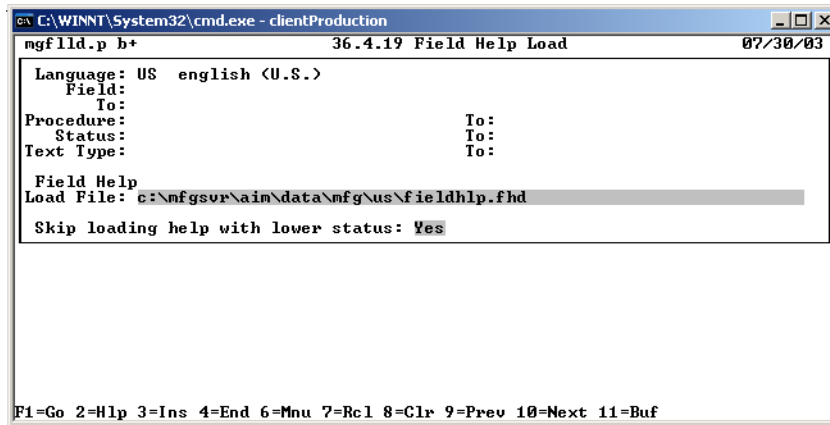 C:\WINNT\System32\cmd.exe - clientProduction
mgflld.p b+ 36.4.19 Field Help Load 07/30/03
Language: US english (U.S.)
Field:
To:
Procedure: To:
Status: To:
Text Type: To:
Field Help
Load File: c:\mfgsvr\aim\data\mfg\us\fieldhlp.fhd
Skip loading help with lower status: Yes
F1=Go 2=Hlp 3=Ins 4=End 6=Mnu 7=Rcl 8=Clr 9=Prev 10=Next 11=Buf